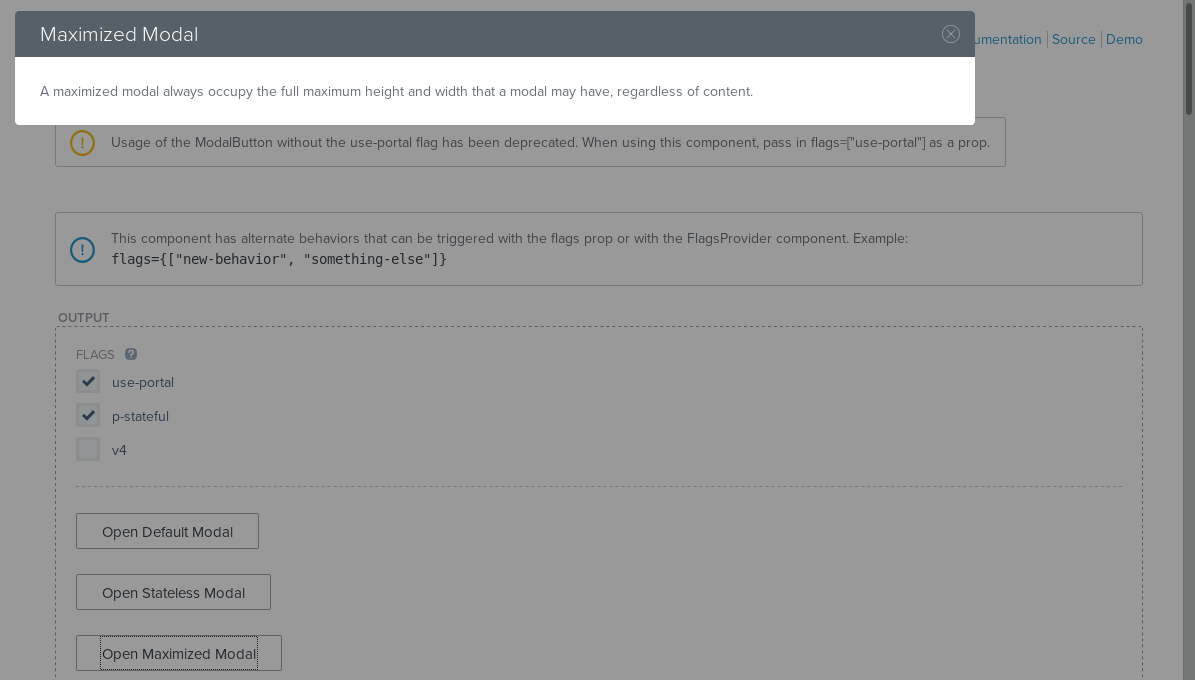 Maximized Modal
Source
Demo
A maximized modal always occupy the full maximum height and width that a modal may have, regardless of content.
Usage of the ModalButton without the use-portal flag has been deprecated. When using this component, pass in flags=["use-portal"] as a prop.
This component has alternate behaviors that can be triggered with the flags prop or with the FlagsProvider component. Example:
flags={["new-behavior", "something-else"]}
OUTPUT
FLAGS ?
use-portal
p-stateful
v4
Open Default Modal
Open Stateless Modal
Open Maximized Modal